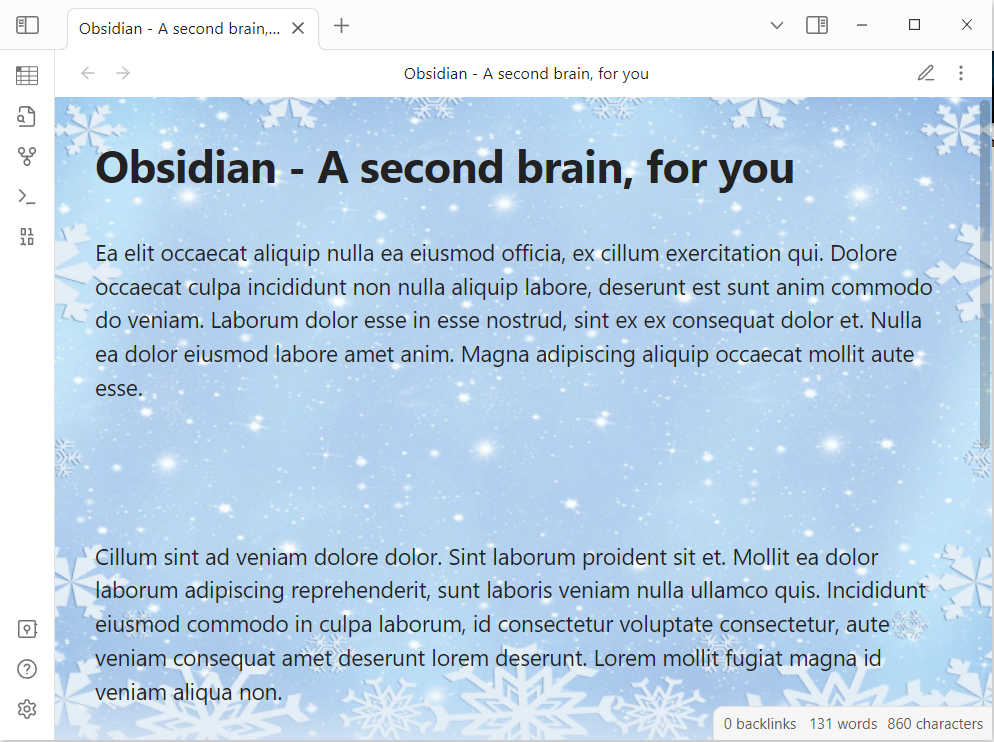 Obsidian - A second brain,...
Obsidian - A second brain, for you
Obsidian - A second brain, for you
Ea elit occaecat aliquip nulla ea eiusmod officia, ex cillum exercitation qui. Dolore
occaecat culpa incididunt non nulla aliquip labore, deserunt est sunt anim commodo
do veniam. Laborum dolor esse in esse nostrud, sint ex ex consequat dolor et. Nulla
ea dolor eiusmod labore amet anim. Magna adipiscing aliquip occaecat mollit aute
esse.
Cillum sint ad veniam dolore dolor. Sint laborum proident sit et. Mollit ea dolor
laborum adipiscing reprehenderit, sunt laboris veniam nulla ullamco quis. Incididunt
eiusmod commodo in culpa laborum, id consectetur voluptate consectetur, aute
veniam consequat amet deserunt lorem deserunt. Lorem mollit fugiat magna id
veniam aliqua non.
0 backlinks 131 words 860 characters